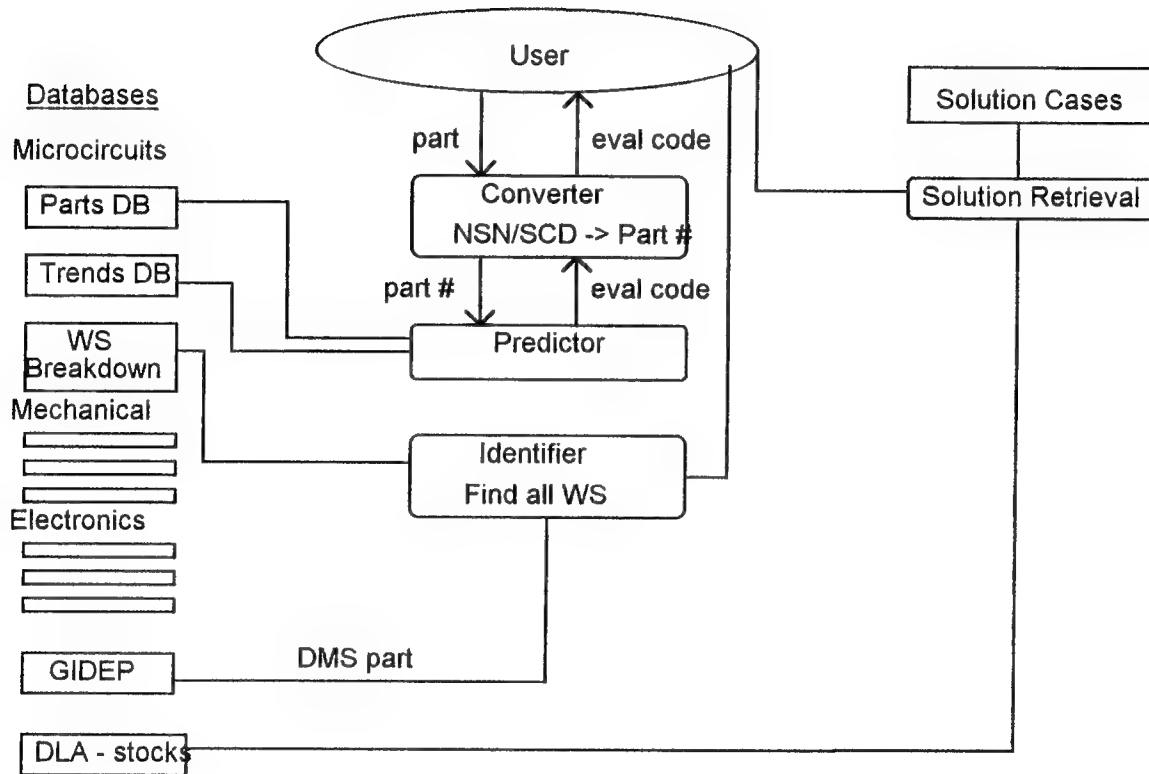 User
Databases
Solution Cases
Microcircuits
part
eval code
Parts DB
Converter
NSN/SCD -> Part #
Solution Retrieval
Trends DB
part #
eval code
WS
Breakdown
Predictor
Mechanical
Identifier
Find all WS
Electronics
GIDEP
DMS part
DLA - stocks